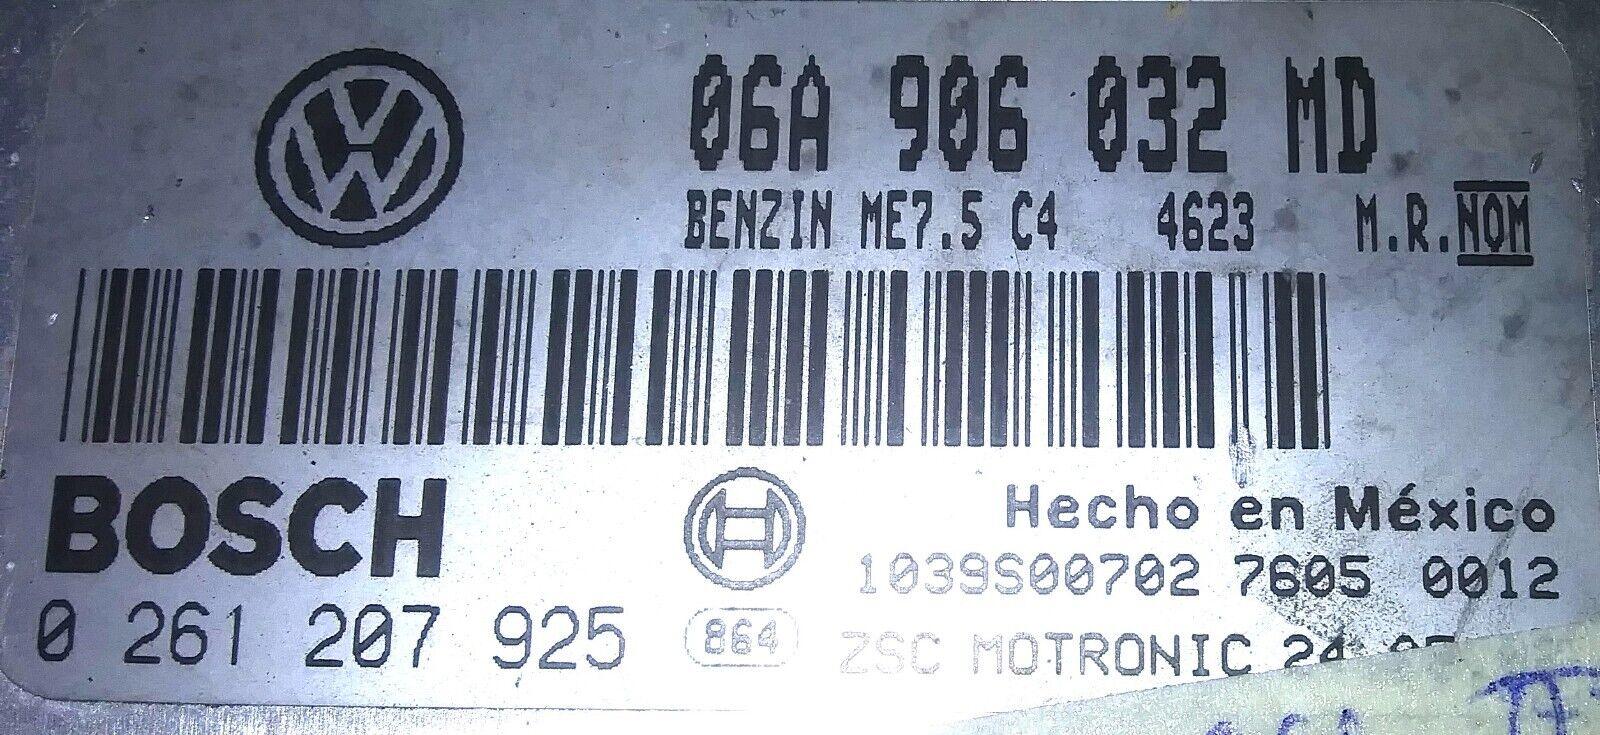 06A 906 032 MD
BENZIN ME7.5 C4 4623 M.R.NOM
BOSCH
Hecho en México
1039S00702 7605 0012
0 261 207 925
864
ZSC MOTRONIC 24